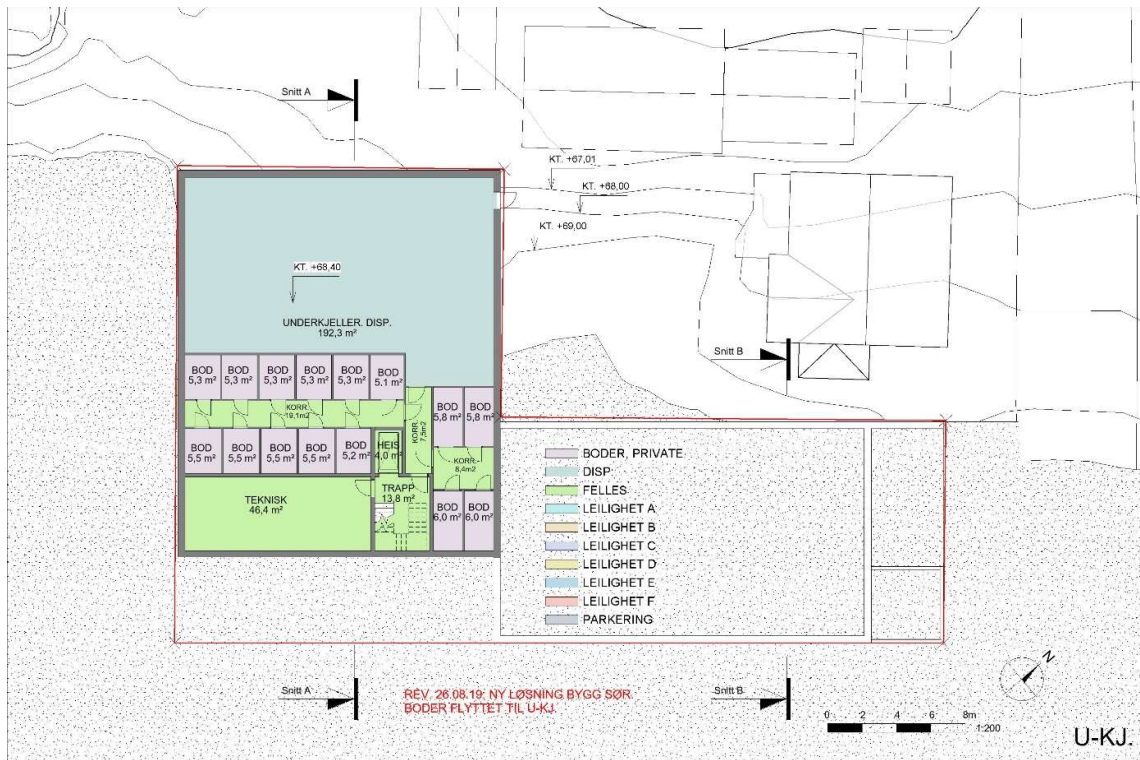 Snitt A
KT. +67,01
KT. +68,00
KT. +69,00
KT. +68,40
UNDERKJELLER. DISP.
192,3 m²
Snitt B
BOD
5,3 m²
BOD
5,3 m²
BOD
5,3 m²
BOD
5,3 m²
BOD
5,3 m²
BOD
5.1 m²
KORR.
19,1m2
KORR.
7,5m2
BOD
5,8 m²
BOD
5,8 m²
BOD
5,5 m²
BOD
5,5 m²
BOD
5,5 m²
BOD
5,5 m²
BOD
5,2 m²
HEIS
4,0 m²
KORR.
8,4m2
TEKNISK
46,4 m²
TRAPP
13,8 m²
BOD
6,0 m²
BOD
6,0 m²
BODER, PRIVATE
DISP.
FELLES
LEILIGHET A
LEILIGHET B
LEILIGHET C
LEILIGHET D
LEILIGHET E
LEILIGHET F
PARKERING
Snitt A
REV. 26.08.19: NY LØSNING BYGG SØR.
BODER FLYTTET TIL U-KJ.
Snitt B
N
0 2 4 6 8m
1:200
U-KJ.